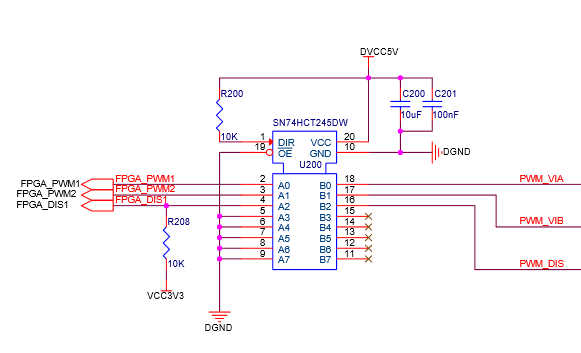 DVCC5V
R200
C200
C201
10uF
100nF
SN74HCT245DW
10K
1
DIR
VCC
20
19
OE
GND
10
DGND
U200
FPGA_PWM1
FPGA_PWM1
2
A0
B0
18
PWM_VIA
FPGA_PWM2
FPGA_PWM2
3
A1
B1
17
FPGA_DIS1
FPGA_DIS1
4
A2
B2
16
5
A3
B3
15
PWM_VIB
R208
6
A4
B4
14
7
A5
B5
13
8
A6
B6
12
9
A7
B7
11
PWM_DIS
10K
VCC3V3
DGND